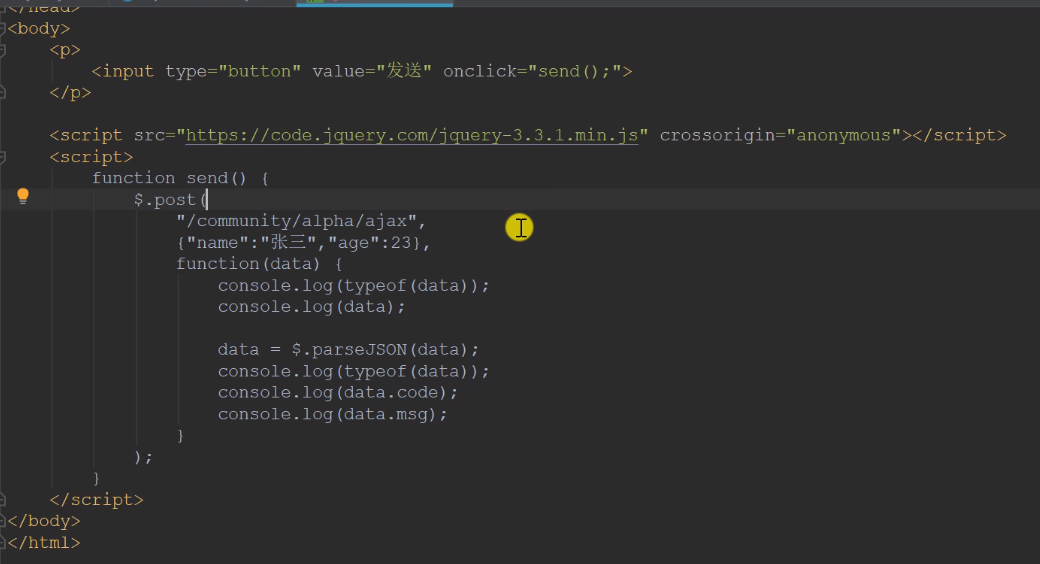 </head>
<body>
<p>
<input type="button" value="发送" onclick="send();">
</p>
<script src="https://code.jquery.com/jquery-3.3.1.min.js" crossorigin="anonymous"></script>
<script>
function send() {
$.post(
"/community/alpha/ajax",
{"name":"张三","age":23},
function(data) {
console.log(typeof(data));
console.log(data);
data = $.parseJSON(data);
console.log(typeof(data));
console.log(data.code);
console.log(data.msg);
}
);
}
</script>
</body>
</html>